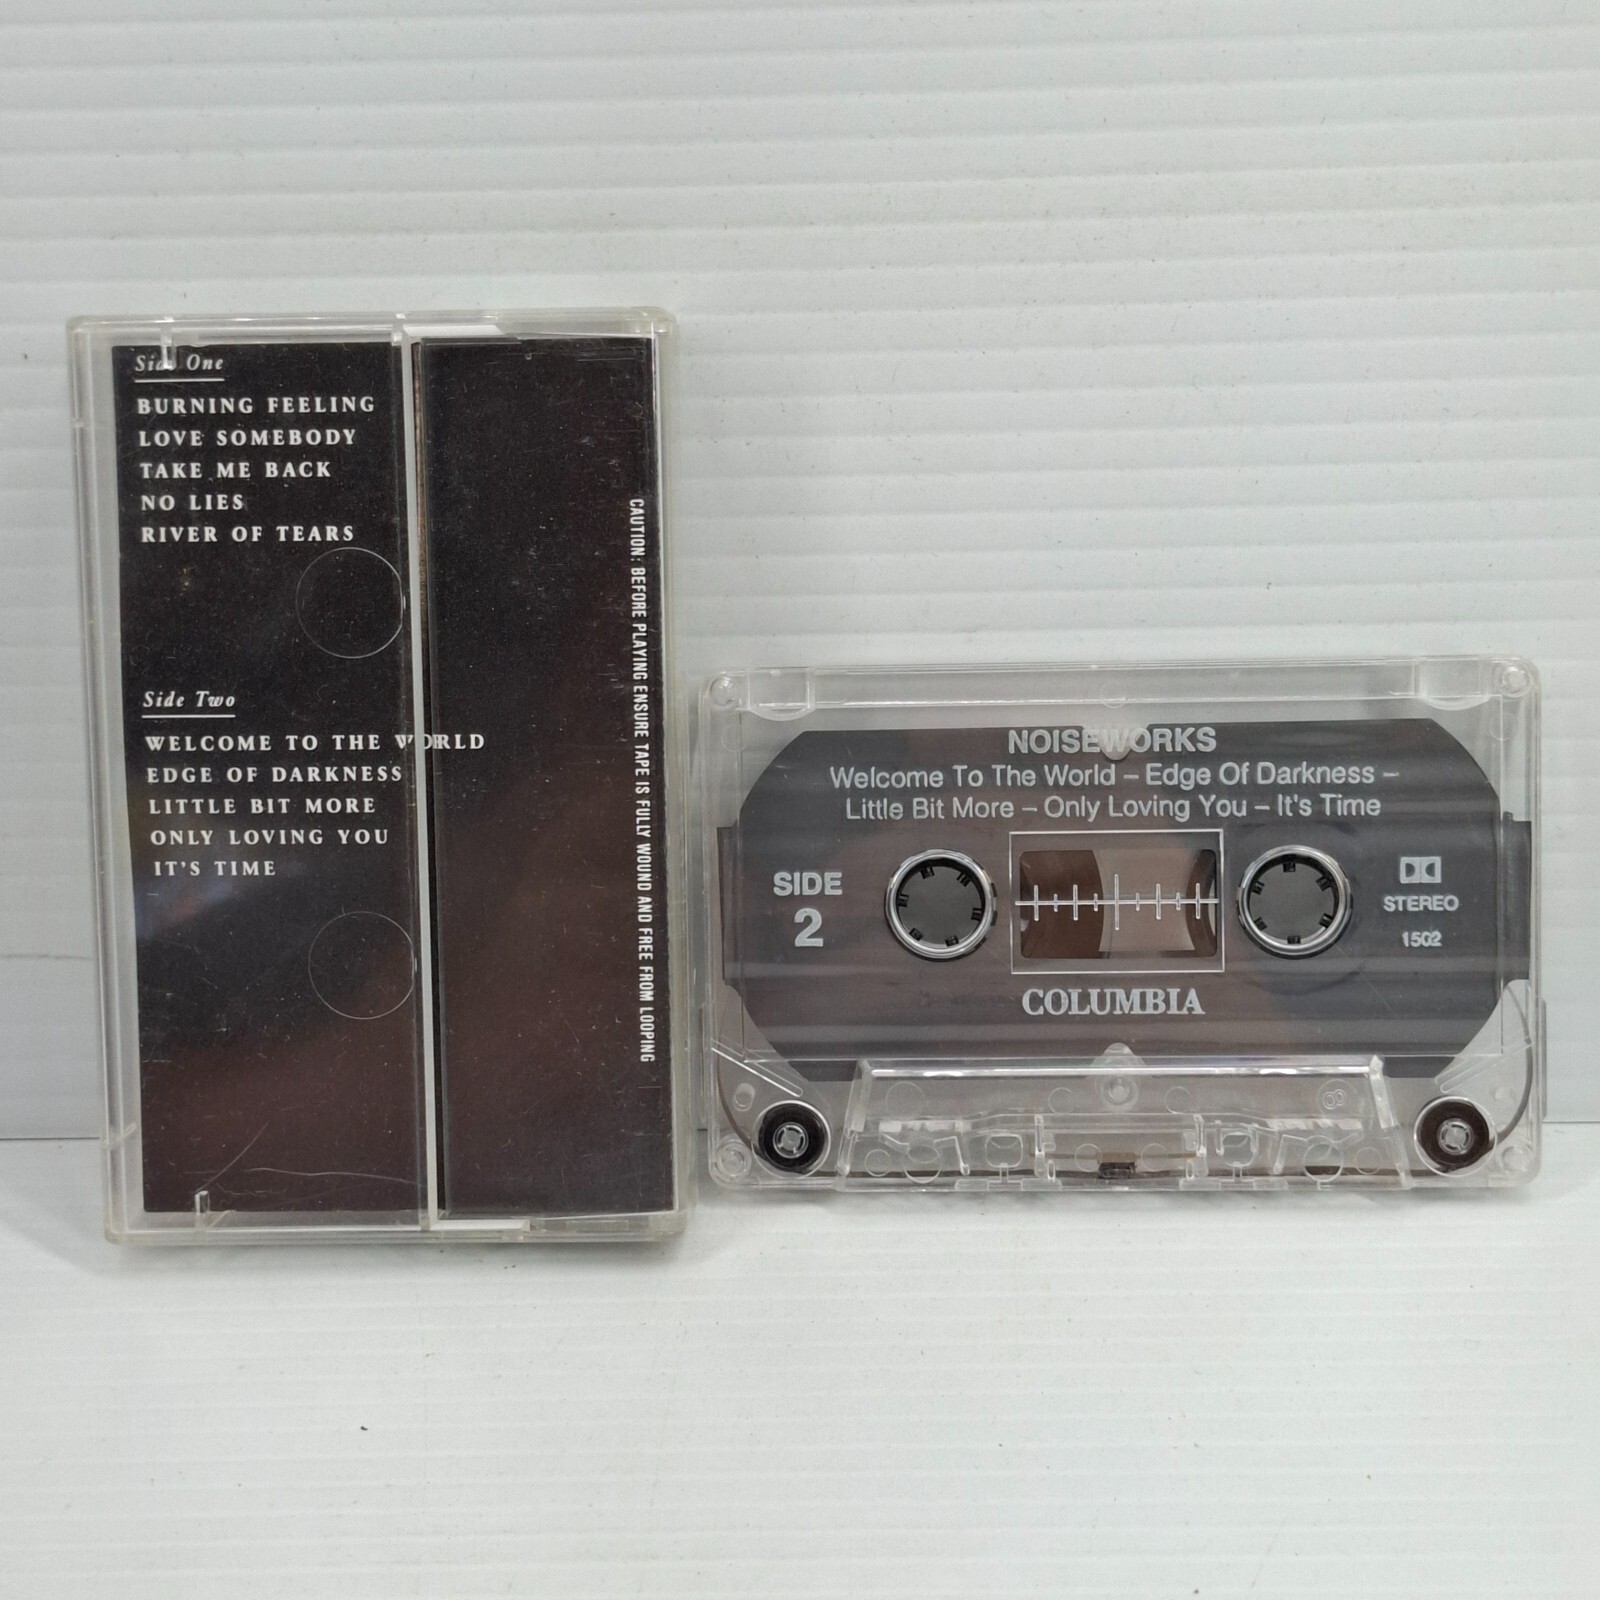 Side One
BURNING FEELING
LOVE SOMEBODY
TAKE ME BACK
NO LIES
RIVER OF TEARS
Side Two
WELCOME TO THE WORLD
EDGE OF DARKNESS
LITTLE BIT MORE
ONLY LOVING YOU
IT'S TIME
CAUTION: BEFORE PLAYING ENSURE TAPE IS FULLY WOUND AND FREE FROM LOOPING
NOISEWORKS
Welcome To The World – Edge Of Darkness –
Little Bit More – Only Loving You – It's Time
SIDE
2
STEREO
1502
COLUMBIA